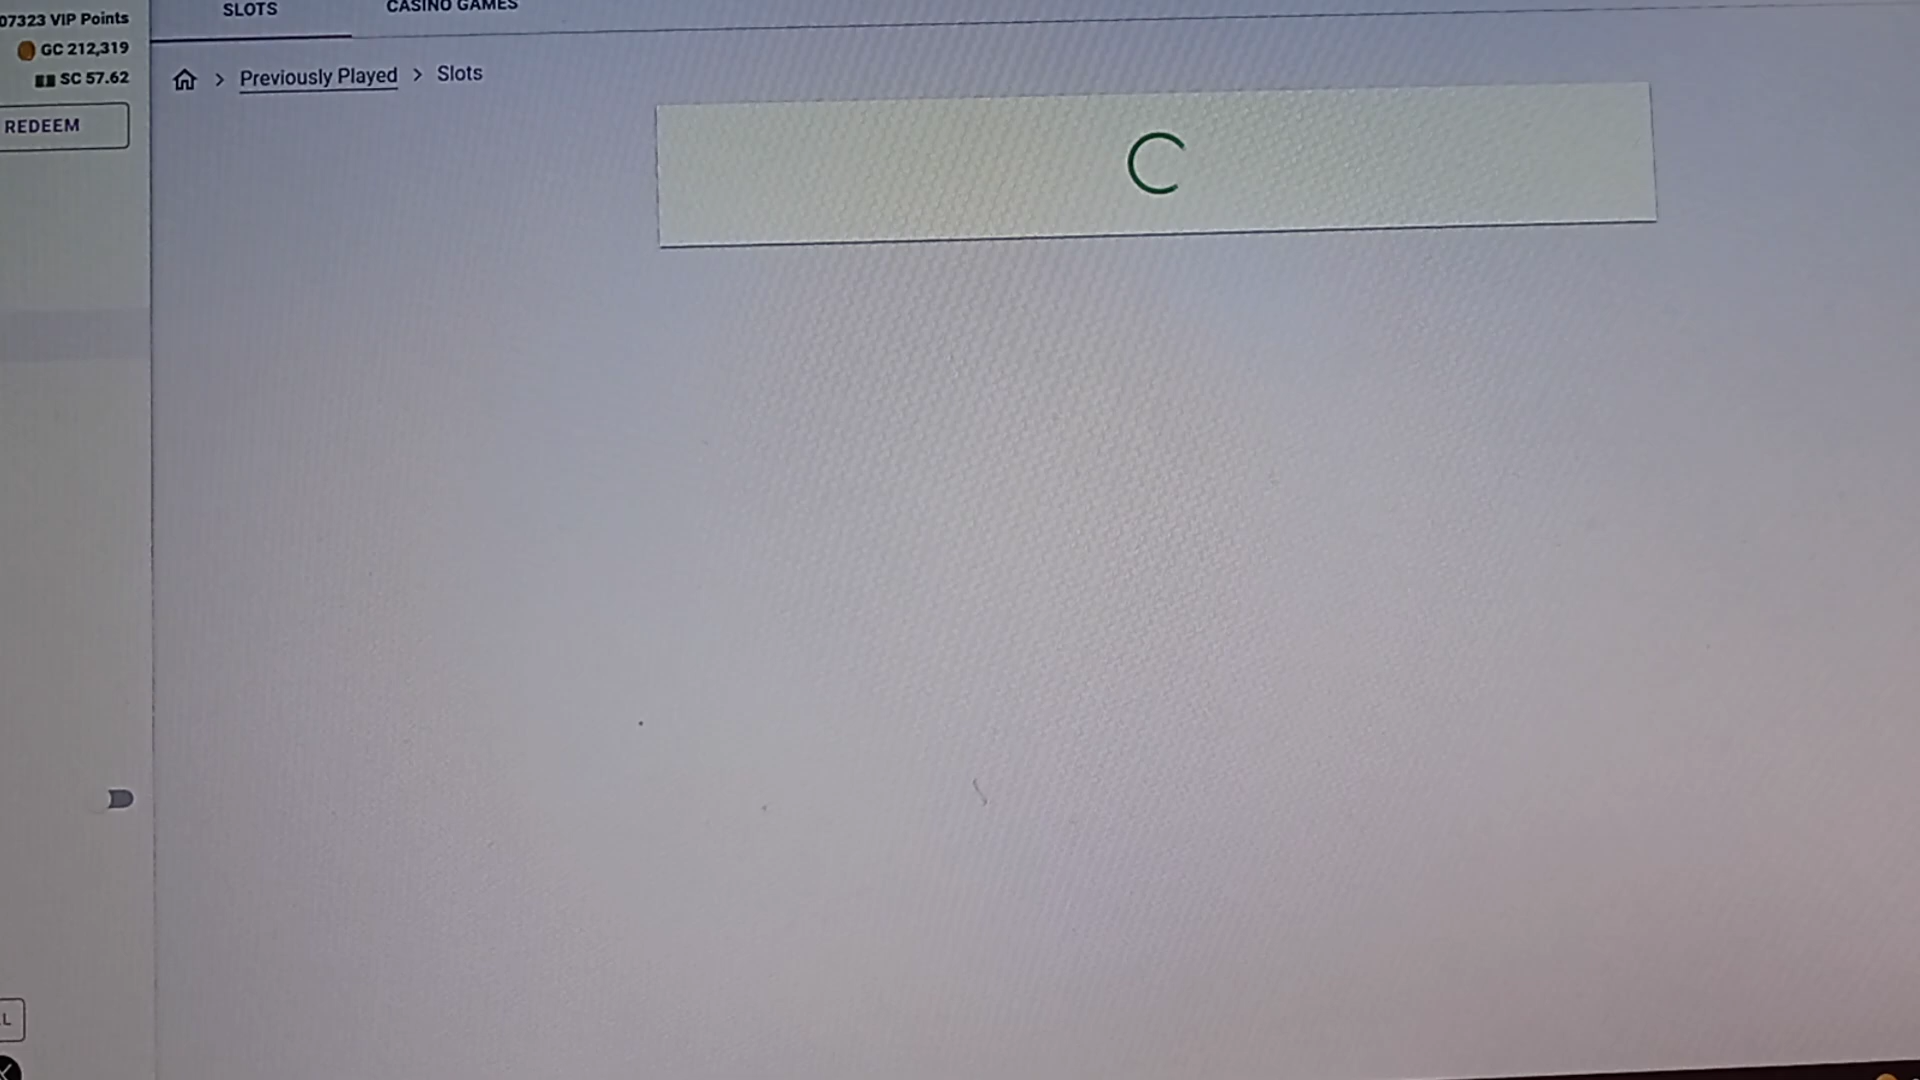 07323 VIP Points
GC 212,319
SC 57.62
REDEEM
SLOTS
CASINO GAMES
Previously Played > Slots
L